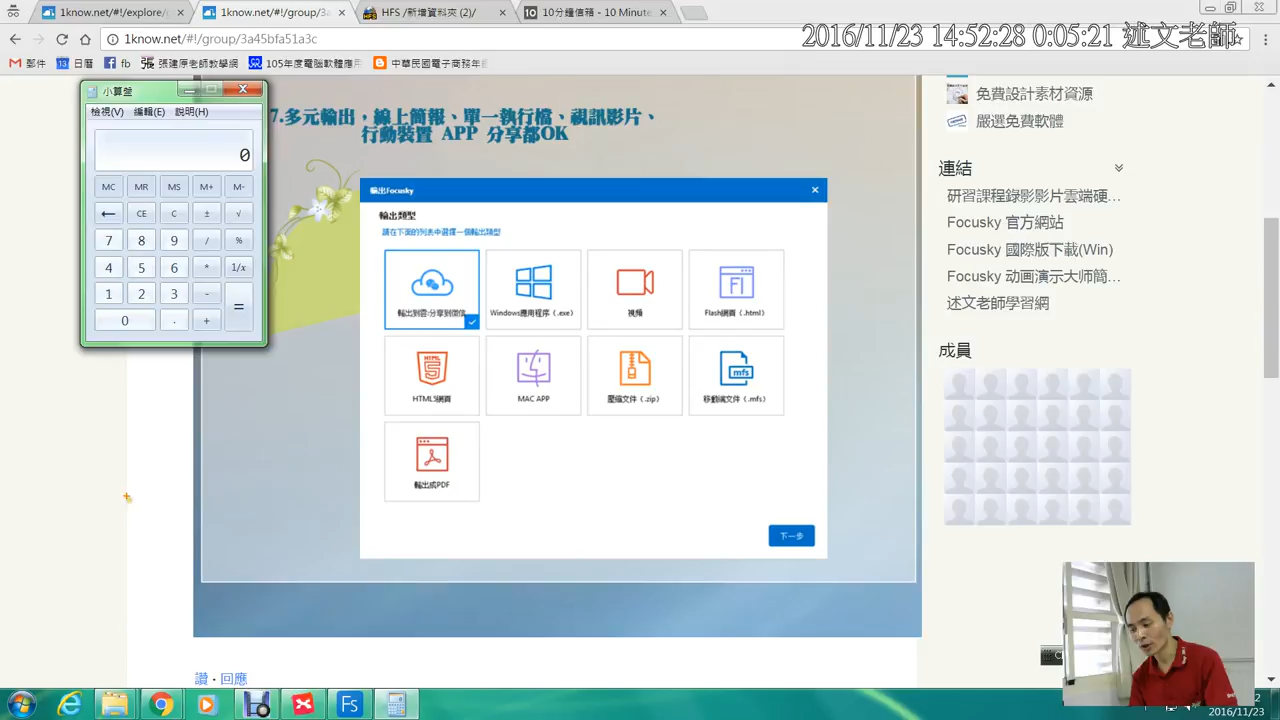 1know.net/#!/explore/
1know.net/#!/group/3a
HFS /新增資料夾 (2)/
10分鐘信箱 - 10 Minute
1know.net/#!/group/3a45bfa51a3c
2016/11/23 14:52:28 0:05:21 述文老師
郵件
日曆
fb
張建原老師教學網
105年度電腦軟體應用
中華民國電子商務年
小算盤
檢視(V) 編輯(E) 說明(H)
0
MC MR MS M+ M-
← CE C ± √
7 8 9 / %
4 5 6 * 1/x
1 2 3 - =
0 . +
7.多元輸出，線上簡報、單一執行檔、視訊影片、
行動裝置 APP 分享都OK
輸出Focusky
輸出類型
請在下面的列表中選擇一個輸出類型
輸出到雲·分享到微信
Windows應用程序（.exe）
視頻
Flash網頁（.html）
HTML5網頁
MAC APP
壓縮文件（.zip）
移動端文件（.mfs）
輸出成PDF
下一步
讚・回應
免費設計素材資源
嚴選免費軟體
連結
研習課程錄影影片雲端硬...
Focusky 官方網站
Focusky 國際版下載(Win)
Focusky 动画演示大师簡...
述文老師學習網
成員
2016/11/23